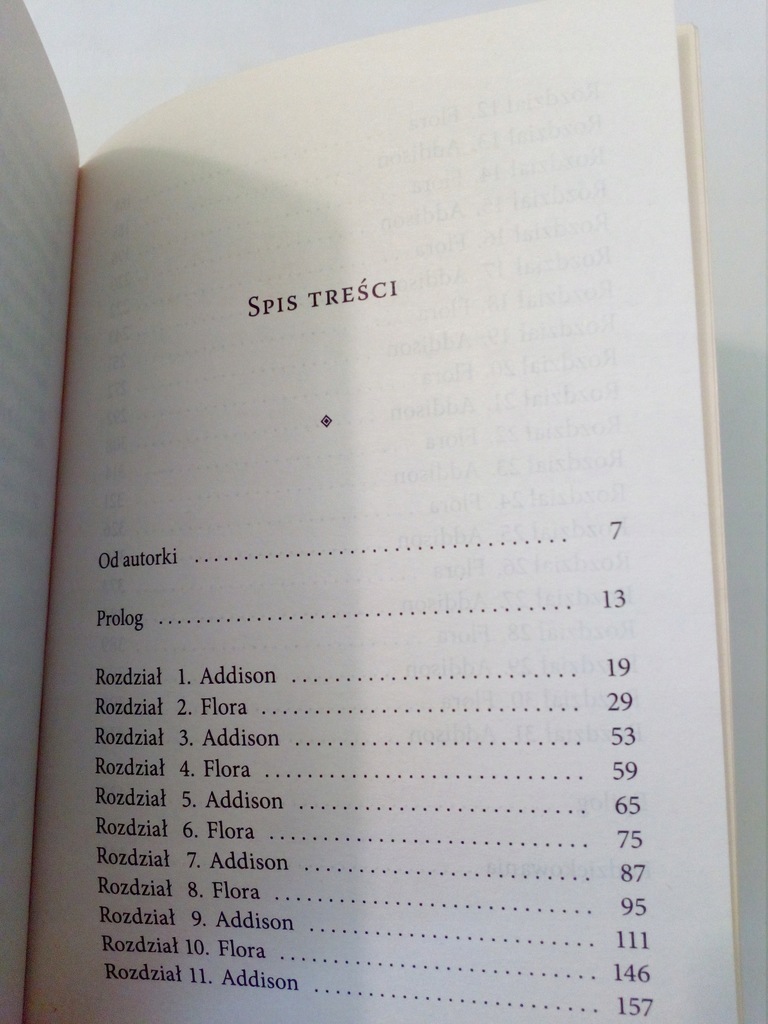 Spis treści
Od autorki .......................................... 7
Prolog .............................................. 13
Rozdział 1. Addison .............................. 19
Rozdział 2. Flora ................................. 29
Rozdział 3. Addison .............................. 53
Rozdział 4. Flora ................................. 59
Rozdział 5. Addison .............................. 65
Rozdział 6. Flora ................................. 75
Rozdział 7. Addison .............................. 87
Rozdział 8. Flora ................................. 95
Rozdział 9. Addison .............................. 111
Rozdział 10. Flora ................................ 146
Rozdział 11. Addison ............................. 157